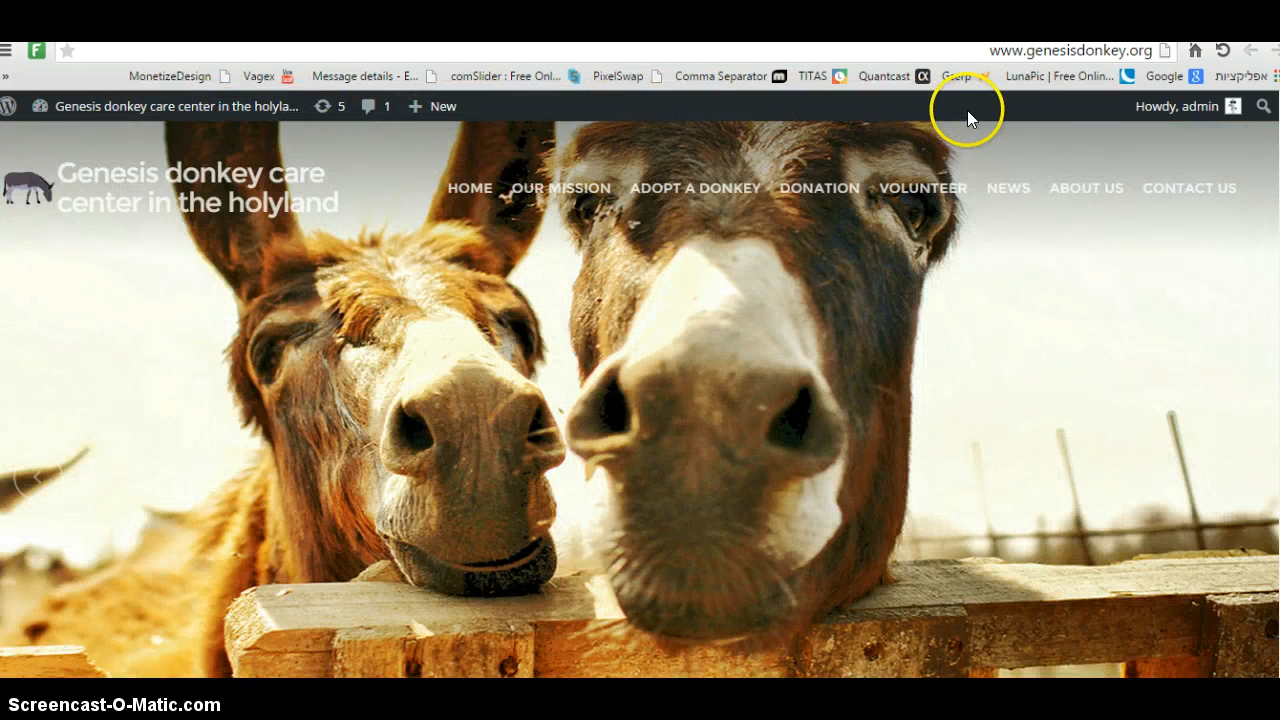 www.genesisdonkey.org
» MonetizeDesign Vagex Message details - E... comSlider : Free Onl... PixelSwap Comma Separator TITAS Quantcast Gserp LunaPic | Free Onlin... Google אפליקציות
Genesis donkey care center in the holyla... 5 1 New Howdy, admin
Genesis donkey care
center in the holyland
HOME OUR MISSION ADOPT A DONKEY DONATION VOLUNTEER NEWS ABOUT US CONTACT US
Screencast-O-Matic.com